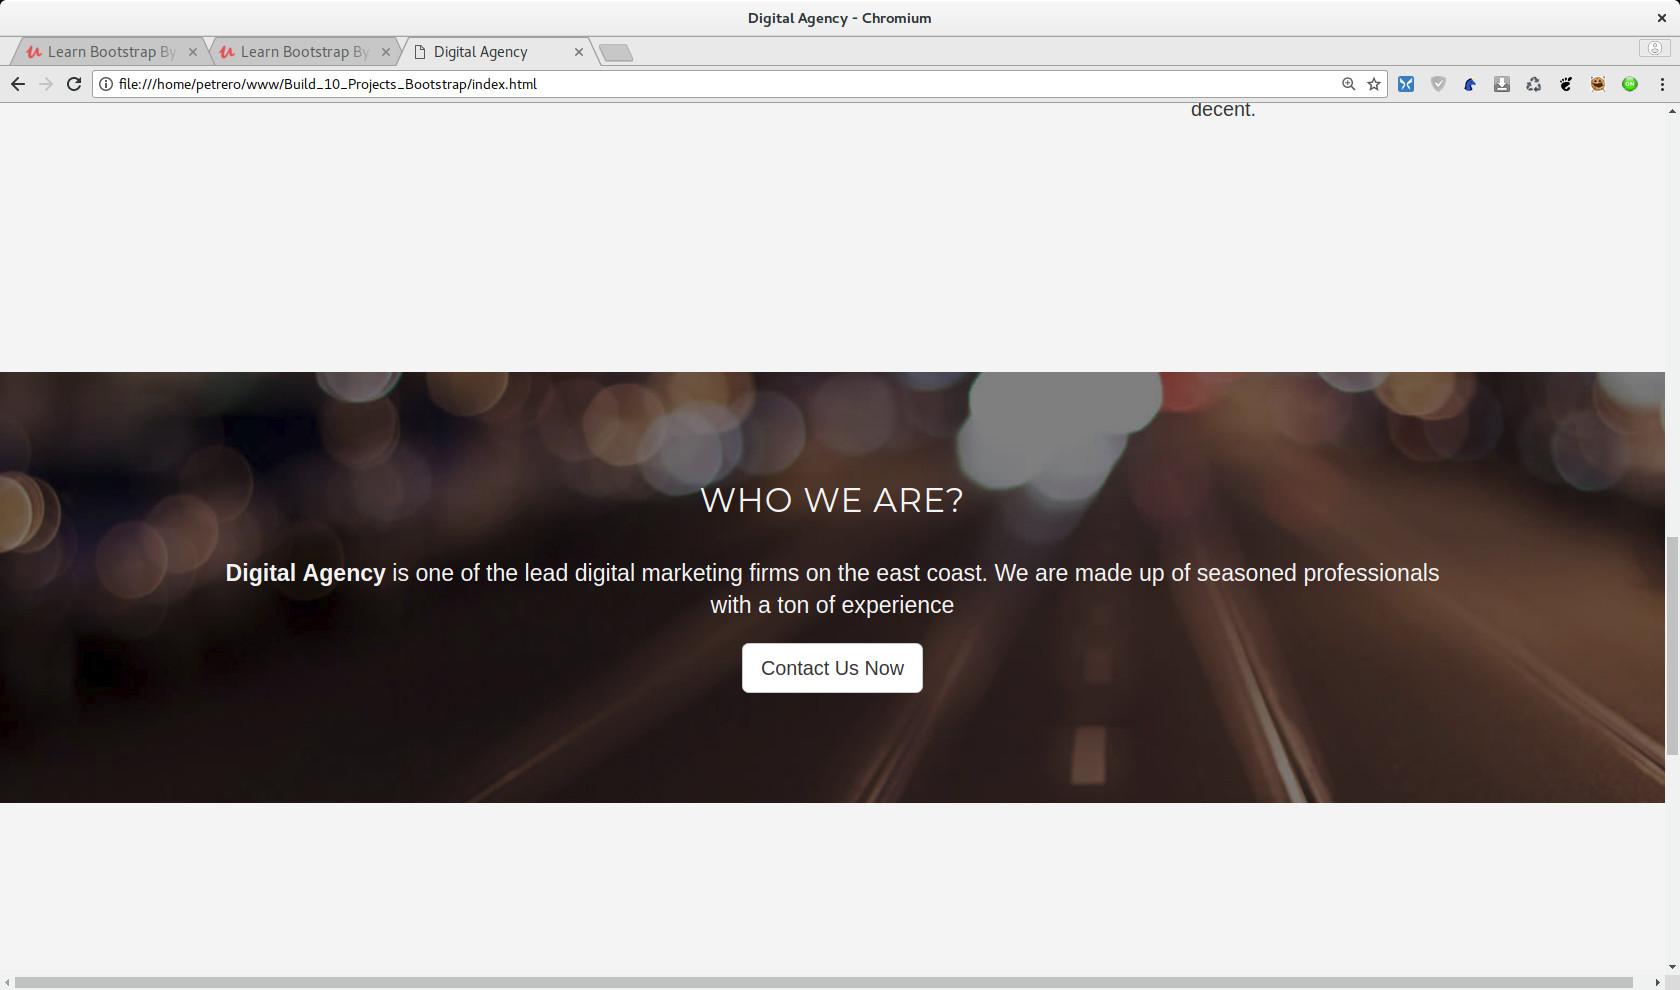 Digital Agency - Chromium
Learn Bootstrap By
Learn Bootstrap By
Digital Agency
file:///home/petrero/www/Build_10_Projects_Bootstrap/index.html
ON
decent.
WHO WE ARE?
Digital Agency is one of the lead digital marketing firms on the east coast. We are made up of seasoned professionals
with a ton of experience
Contact Us Now